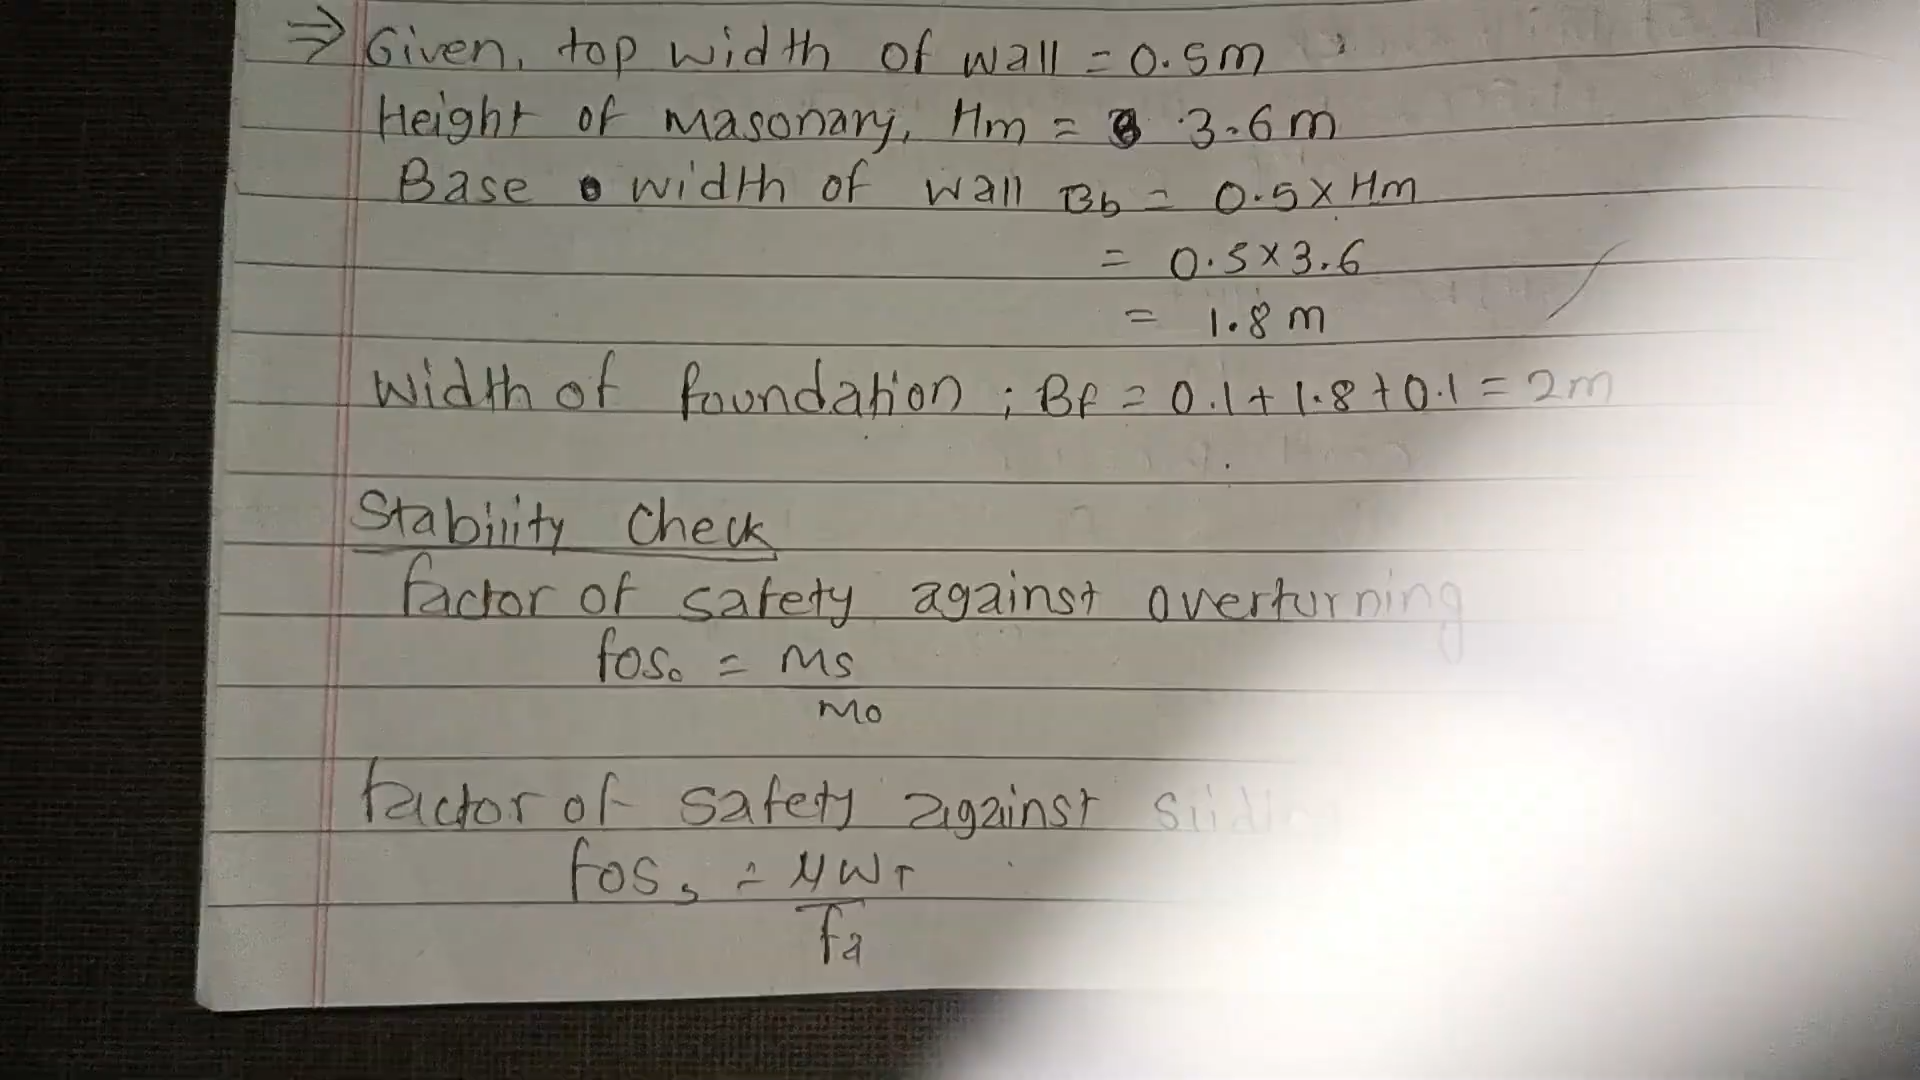 ⇒ Given, top width of wall = 0.5m
Height of masonary, Hm = 3.6m
Base width of wall Bb = 0.5 x Hm
= 0.5 x 3.6
= 1.8 m
Width of foundation ; Bf = 0.1 + 1.8 + 0.1 = 2m
Stability Check
factor of safety against overturning
fos₀ = Ms
Mo
factor of safety against
fos s = μWT
fa